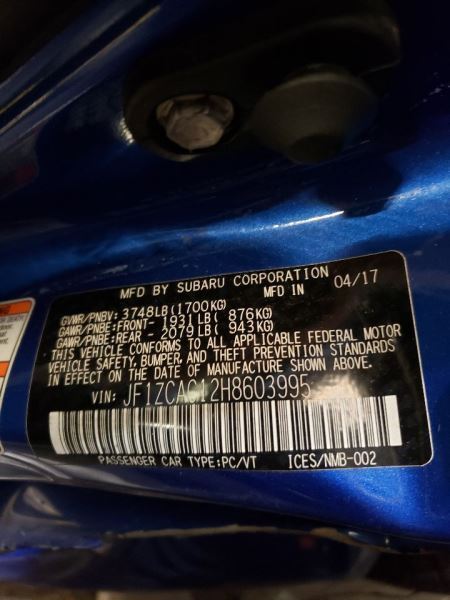 MFD BY SUBARU CORPORATION
MFD IN 04/17
GVWR/PNBV: 3748LB(1700KG)
GAWR/PNBE:FRONT- 1931LB( 876KG)
GAWR/PNBE:REAR - 2079LB( 943KG)
THIS VEHICLE CONFORMS TO ALL APPLICABLE FEDERAL MOTOR
VEHICLE SAFETY, BUMPER, AND THEFT PREVENTION STANDARDS
IN EFFECT ON THE DATE OF MANUFACTURE SHOWN ABOVE.
VIN: JF1ZCAC12H8603995
PASSENGER CAR TYPE:PC/VT ICES/NMB-002